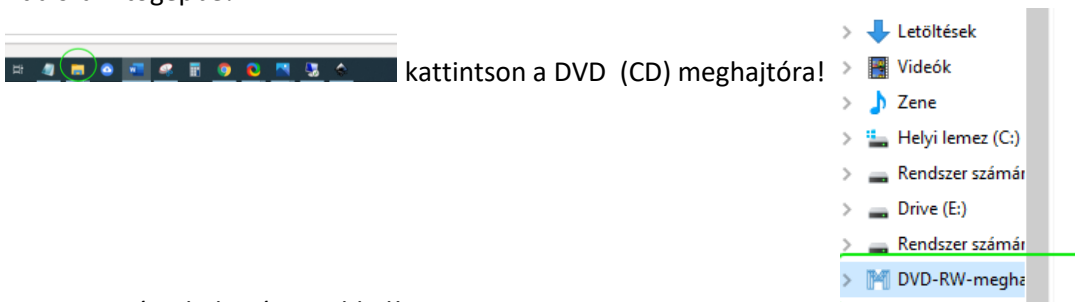 kattintson a DVD (CD) meghajtóra!
Letöltések
Videók
Zene
Helyi lemez (C:)
Rendszer számár
Drive (E:)
Rendszer számár
DVD-RW-megha